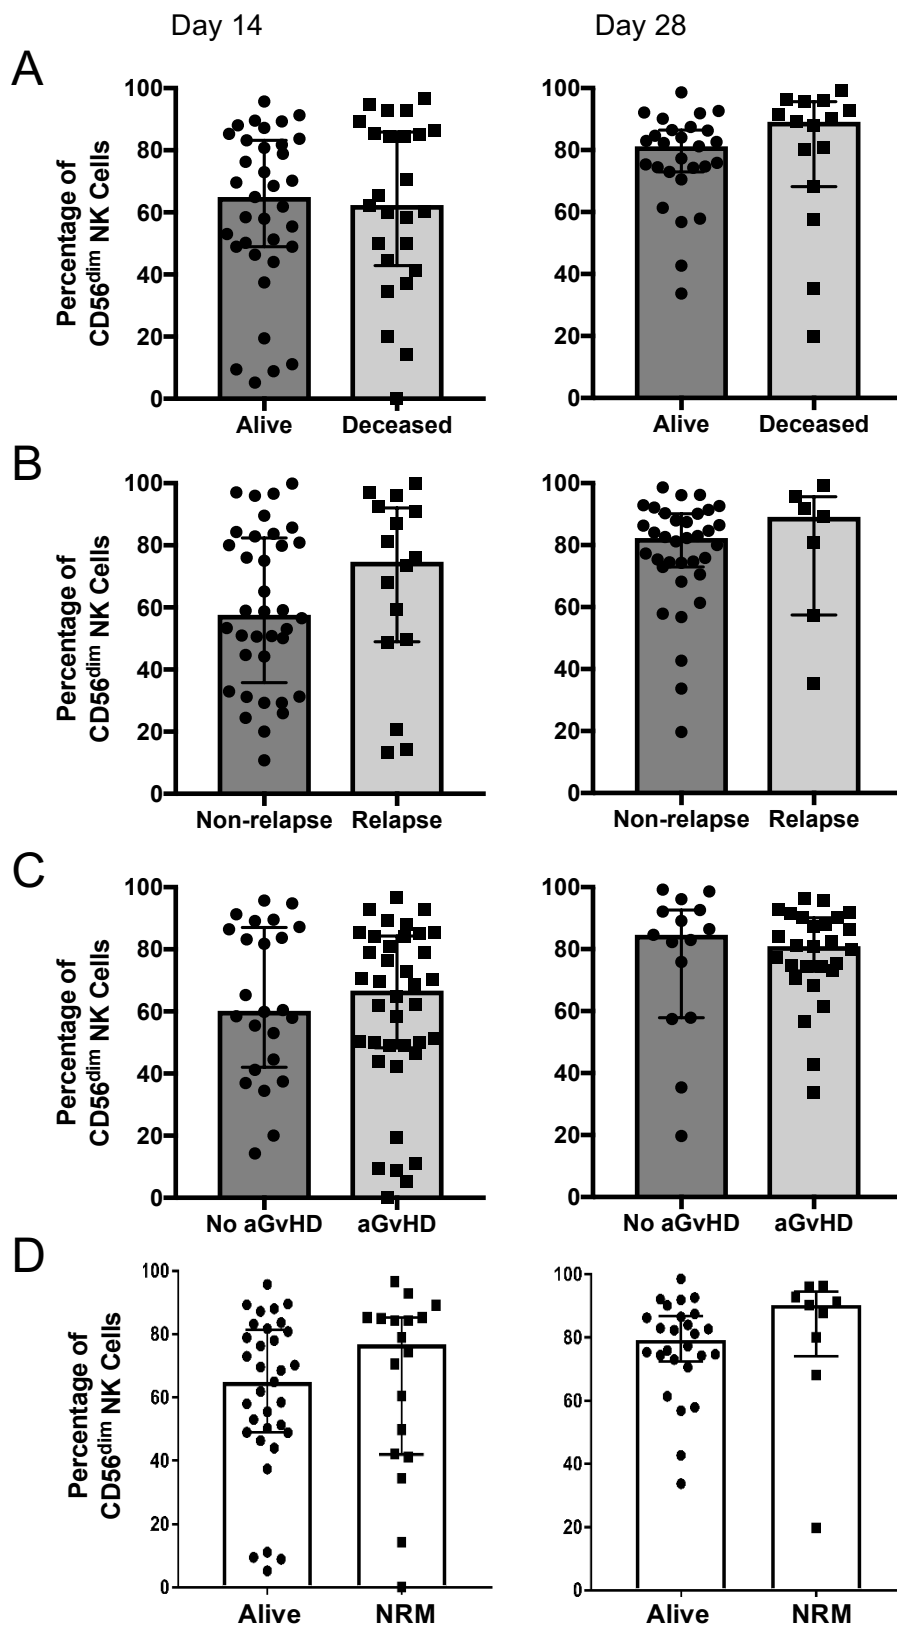 Day 14
Day 28
A
Percentage of
CD56dim NK Cells
100
80
60
40
20
0
Alive
Deceased
100
80
60
40
20
0
Alive
Deceased
B
Percentage of
CD56dim NK Cells
100
80
60
40
20
0
Non-relapse
Relapse
100
80
60
40
20
0
Non-relapse
Relapse
C
Percentage of
CD56dim NK Cells
100
80
60
40
20
0
No aGvHD
aGvHD
100
80
60
40
20
0
No aGvHD
aGvHD
D
Percentage of
CD56dim NK Cells
100
80
60
40
20
0
Alive
NRM
100
80
60
40
20
0
Alive
NRM